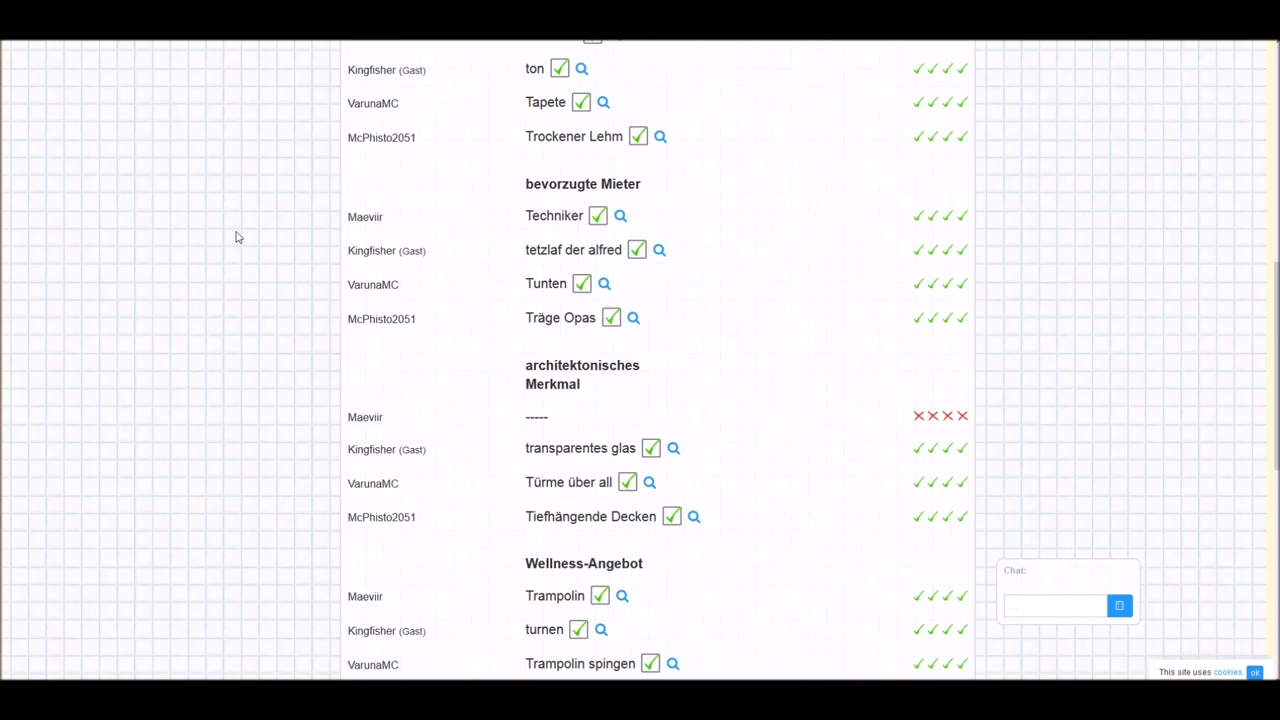 Kingfisher (Gast) ton
VarunaMC Tapete
McPhisto2051 Trockener Lehm
bevorzugte Mieter
Maeviir Techniker
Kingfisher (Gast) tetzlaf der alfred
VarunaMC Tunten
McPhisto2051 Träge Opas
architektonisches
Merkmal
Maeviir -----
Kingfisher (Gast) transparentes glas
VarunaMC Türme über all
McPhisto2051 Tiefhängende Decken
Wellness-Angebot
Chat:
Maeviir Trampolin
...
Kingfisher (Gast) turnen
VarunaMC Trampolin spingen
This site uses cookies. ok